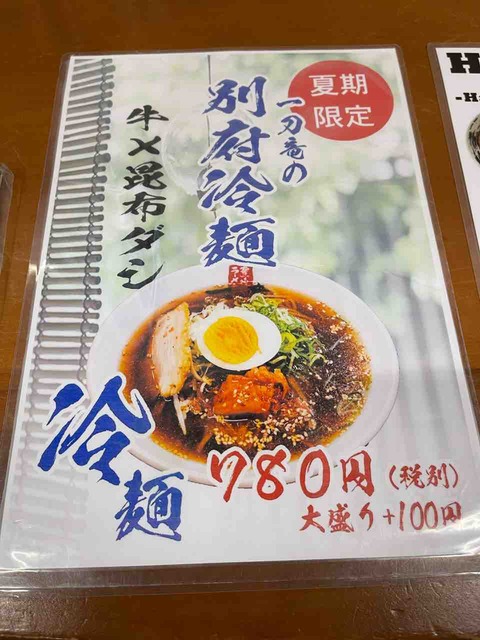 夏期
限定
一刀竜の
別府冷麺
牛×昆布ダシ
冷麺
780円(税別)
大盛り+100円
H
-H